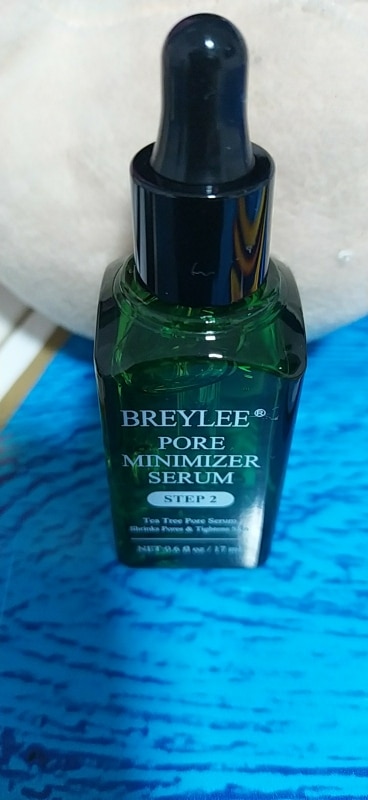 BREYLEE®
PORE
MINIMIZER
SERUM
STEP 2
Tea Tree Pore Serum
Shrinks Pores & Tightens
NET 0.6 fl oz / 17 ml